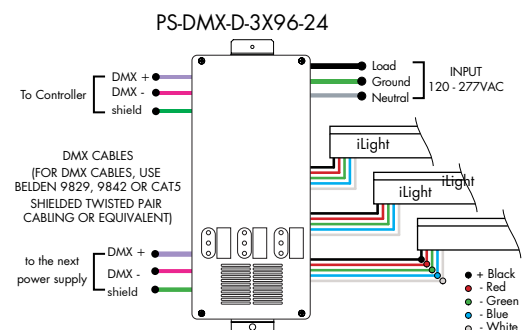 PS-DMX-D-3X96-24
To Controller
DMX +
DMX -
shield
Load
Ground
Neutral
INPUT
120 - 277VAC
DMX CABLES
(FOR DMX CABLES, USE
BELDEN 9829, 9842 OR CAT5
SHIELDED TWISTED PAIR
CABLING OR EQUIVALENT)
iLight
iLight
iLight
to the next
power supply
DMX +
DMX -
shield
+ Black
- Red
- Green
- Blue
- White